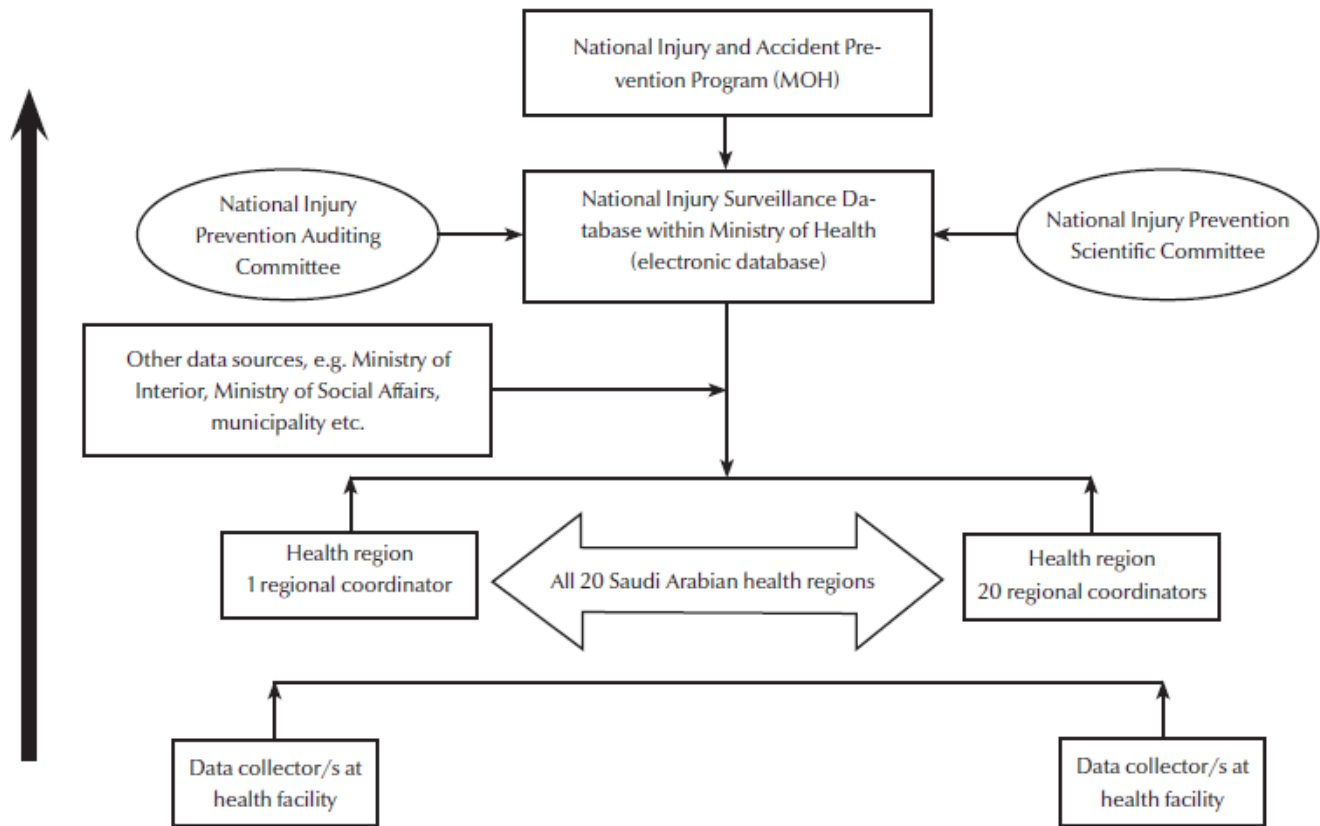 National Injury and Accident Pre-
vention Program (MOH)
National Injury
Prevention Auditing
Committee
National Injury Surveillance Da-
tabase within Ministry of Health
(electronic database)
National Injury Prevention
Scientific Committee
Other data sources, e.g. Ministry of
Interior, Ministry of Social Affairs,
municipality etc.
Health region
1 regional coordinator
All 20 Saudi Arabian health regions
Health region
20 regional coordinators
Data collector/s at
health facility
Data collector/s at
health facility